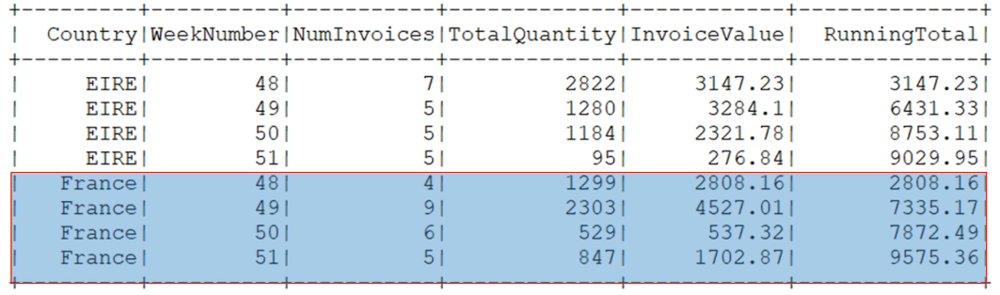 +---------+----------+-----------+-------------+------------+-------------+
|  Country|WeekNumber|NumInvoices|TotalQuantity|InvoiceValue| RunningTotal|
+---------+----------+-----------+-------------+------------+-------------+
|     EIRE|        48|          7|         2822|     3147.23|      3147.23|
|     EIRE|        49|          5|         1280|      3284.1|      6431.33|
|     EIRE|        50|          5|         1184|     2321.78|      8753.11|
|     EIRE|        51|          5|           95|      276.84|      9029.95|
|   France|        48|          4|         1299|     2808.16|      2808.16|
|   France|        49|          9|         2303|     4527.01|      7335.17|
|   France|        50|          6|          529|      537.32|      7872.49|
|   France|        51|          5|          847|     1702.87|      9575.36|
+---------+----------+-----------+-------------+------------+-------------+